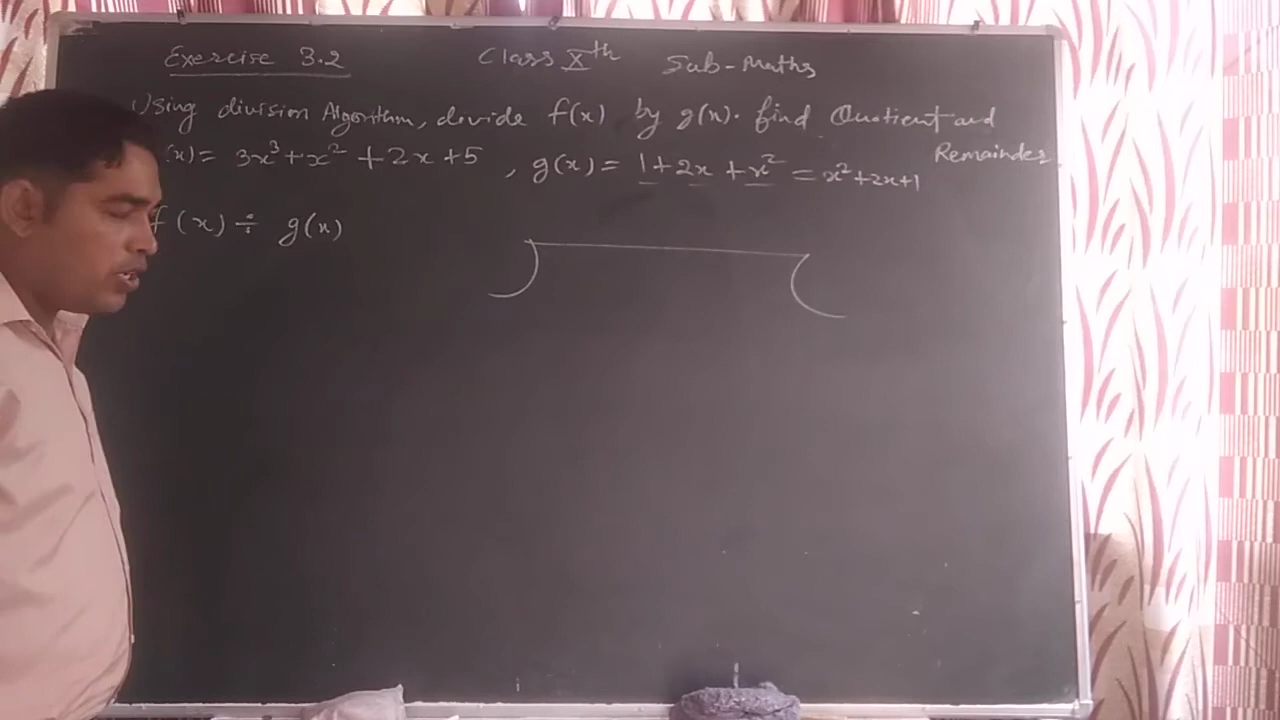 Exercise 3.2 Class Xth Sub-Maths
Using division Algorithm, divide f(x) by g(x). find Quotient and
Remainder
(x) = 3x³ + x² + 2x + 5 , g(x) = 1 + 2x + x² = x² + 2x + 1
f(x) ÷ g(x)